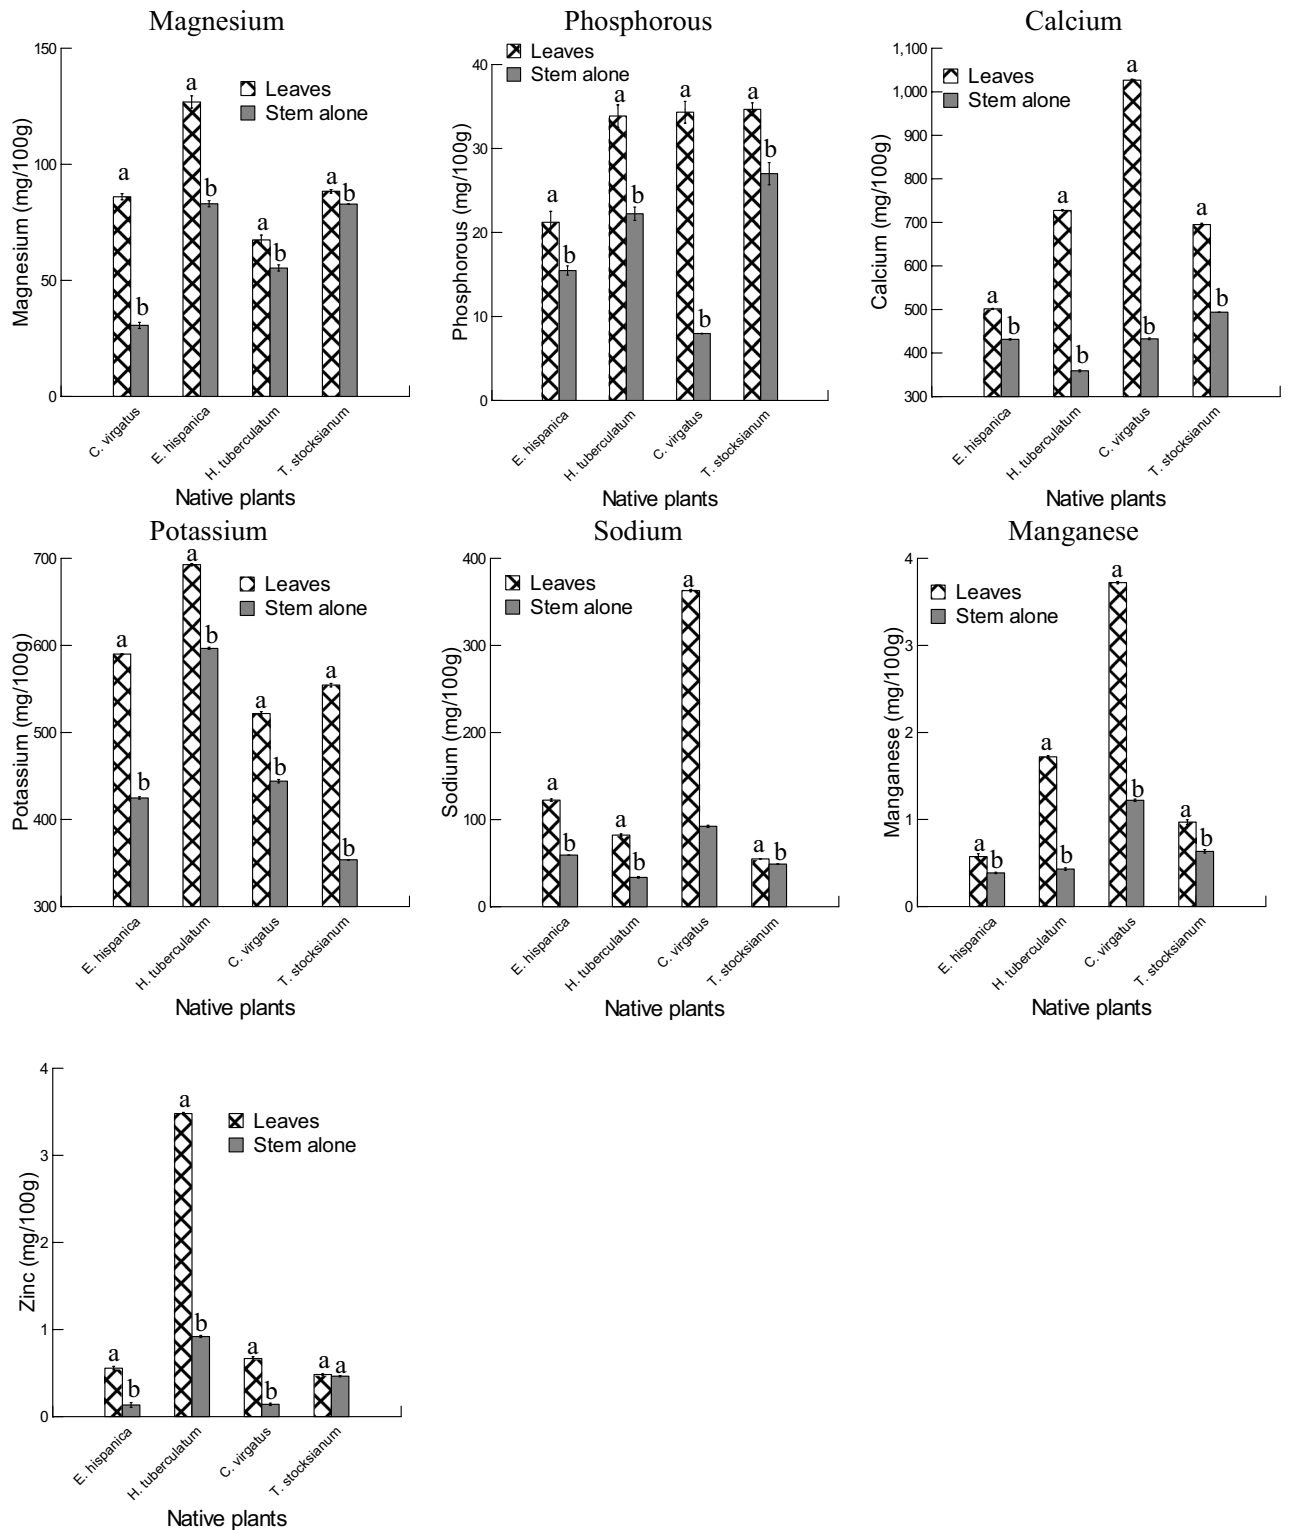 Magnesium
Phosphorous
Calcium
150
100
50
0
Magnesium (mg/100g)
Leaves
Stem alone
a
b
a
b
a
b
a
b
C. virgatus
E. hispanica
H. tuberculatum
T. stocksianum
Native plants
40
30
20
10
0
Phosphorous (mg/100g)
Leaves
Stem alone
a
b
a
b
a
b
a
b
E. hispanica
H. tuberculatum
C. virgatus
T. stocksianum
Native plants
1,100
1,000
900
800
700
600
500
400
300
Calcium (mg/100g)
Leaves
Stem alone
a
b
a
b
a
b
a
b
E. hispanica
H. tuberculatum
C. virgatus
T. stocksianum
Native plants
Potassium
Sodium
Manganese
700
600
500
400
300
Potassium (mg/100g)
Leaves
Stem alone
a
b
a
b
a
b
a
b
E. hispanica
H. tuberculatum
C. virgatus
T. stocksianum
Native plants
400
300
200
100
0
Sodium (mg/100g)
Leaves
Stem alone
a
b
a
b
a
b
a
b
E. hispanica
H. tuberculatum
C. virgatus
T. stocksianum
Native plants
4
3
2
1
0
Manganese (mg/100g)
Leaves
Stem alone
a
b
a
b
a
b
a
b
E. hispanica
H. tuberculatum
C. virgatus
T. stocksianum
Native plants
4
3
2
1
0
Zinc (mg/100g)
Leaves
Stem alone
a
b
a
b
a
b
a
a
E. hispanica
H. tuberculatum
C. virgatus
T. stocksianum
Native plants